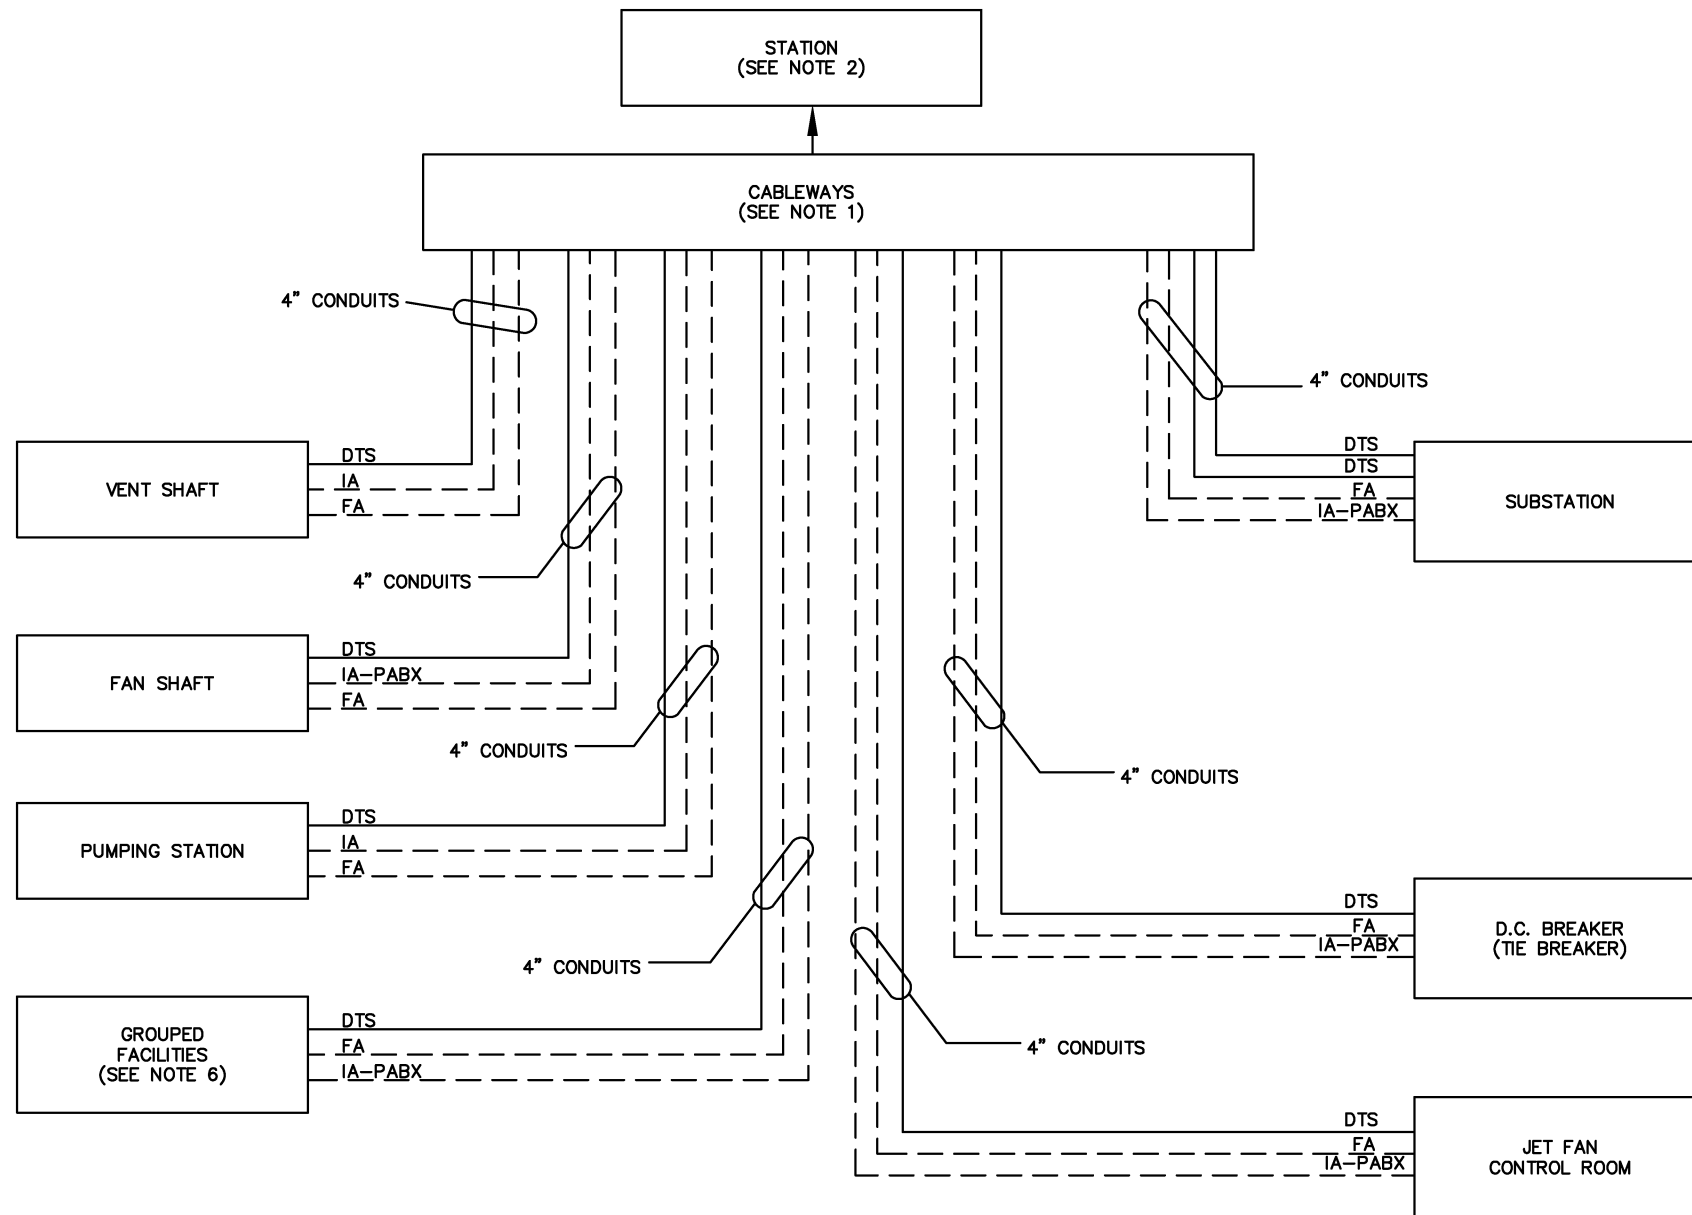 STATION
(SEE NOTE 2)
CABLEWAYS
(SEE NOTE 1)
4" CONDUITS
4" CONDUITS
VENT SHAFT
DTS
IA
FA
DTS
DTS
FA
IA-PABX
SUBSTATION
4" CONDUITS
FAN SHAFT
DTS
IA-PABX
FA
4" CONDUITS
4" CONDUITS
PUMPING STATION
DTS
IA
FA
DTS
FA
IA-PABX
D.C. BREAKER
(TIE BREAKER)
4" CONDUITS
GROUPED
FACILITIES
(SEE NOTE 6)
DTS
FA
IA-PABX
4" CONDUITS
DTS
FA
IA-PABX
JET FAN
CONTROL ROOM